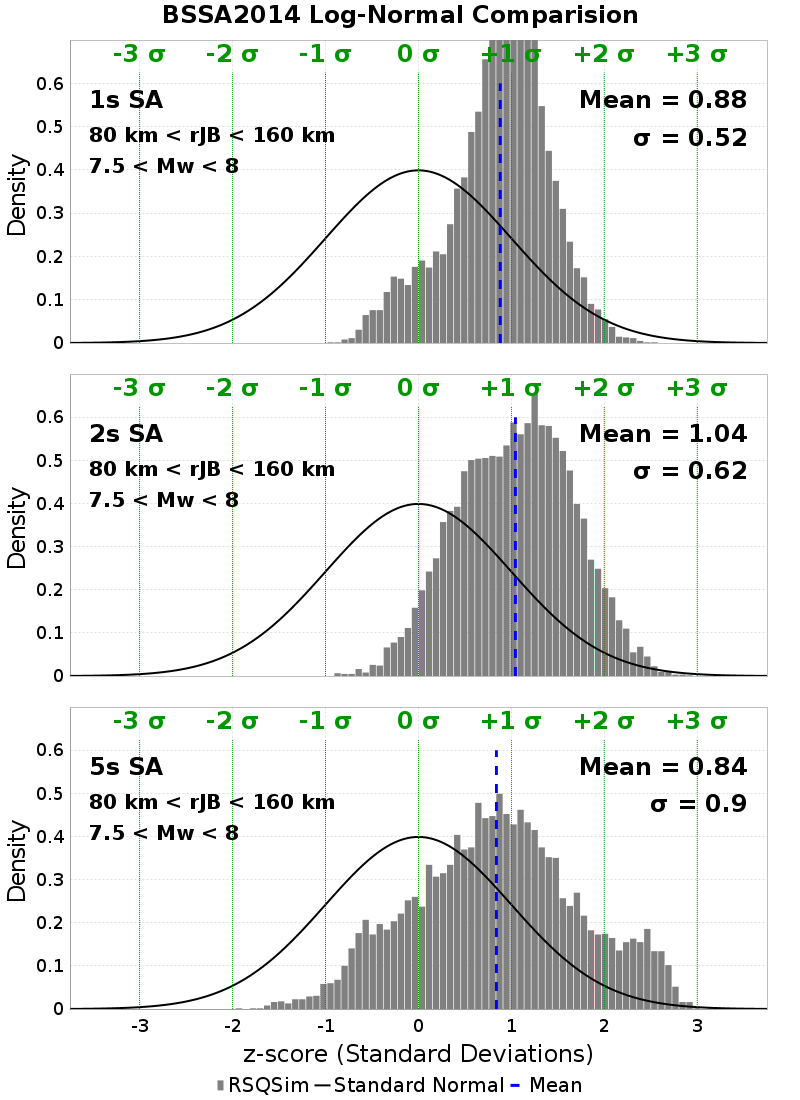 BSSA2014 Log-Normal Comparision
-3 σ -2 σ -1 σ 0 σ +1 σ +2 σ +3 σ
0.6
1s SA Mean = 0.88
0.5
80 km < rJB < 160 km σ = 0.52
7.5 < Mw < 8
0.4
0.3
0.2
0.1
0
Density
-3 σ -2 σ -1 σ 0 σ +1 σ +2 σ +3 σ
0.6
2s SA Mean = 1.04
0.5
80 km < rJB < 160 km σ = 0.62
7.5 < Mw < 8
0.4
0.3
0.2
0.1
0
Density
-3 σ -2 σ -1 σ 0 σ +1 σ +2 σ +3 σ
0.6
5s SA Mean = 0.84
0.5
80 km < rJB < 160 km σ = 0.9
7.5 < Mw < 8
0.4
0.3
0.2
0.1
0
Density
-3 -2 -1 0 1 2 3
z-score (Standard Deviations)
RSQSim Standard Normal Mean